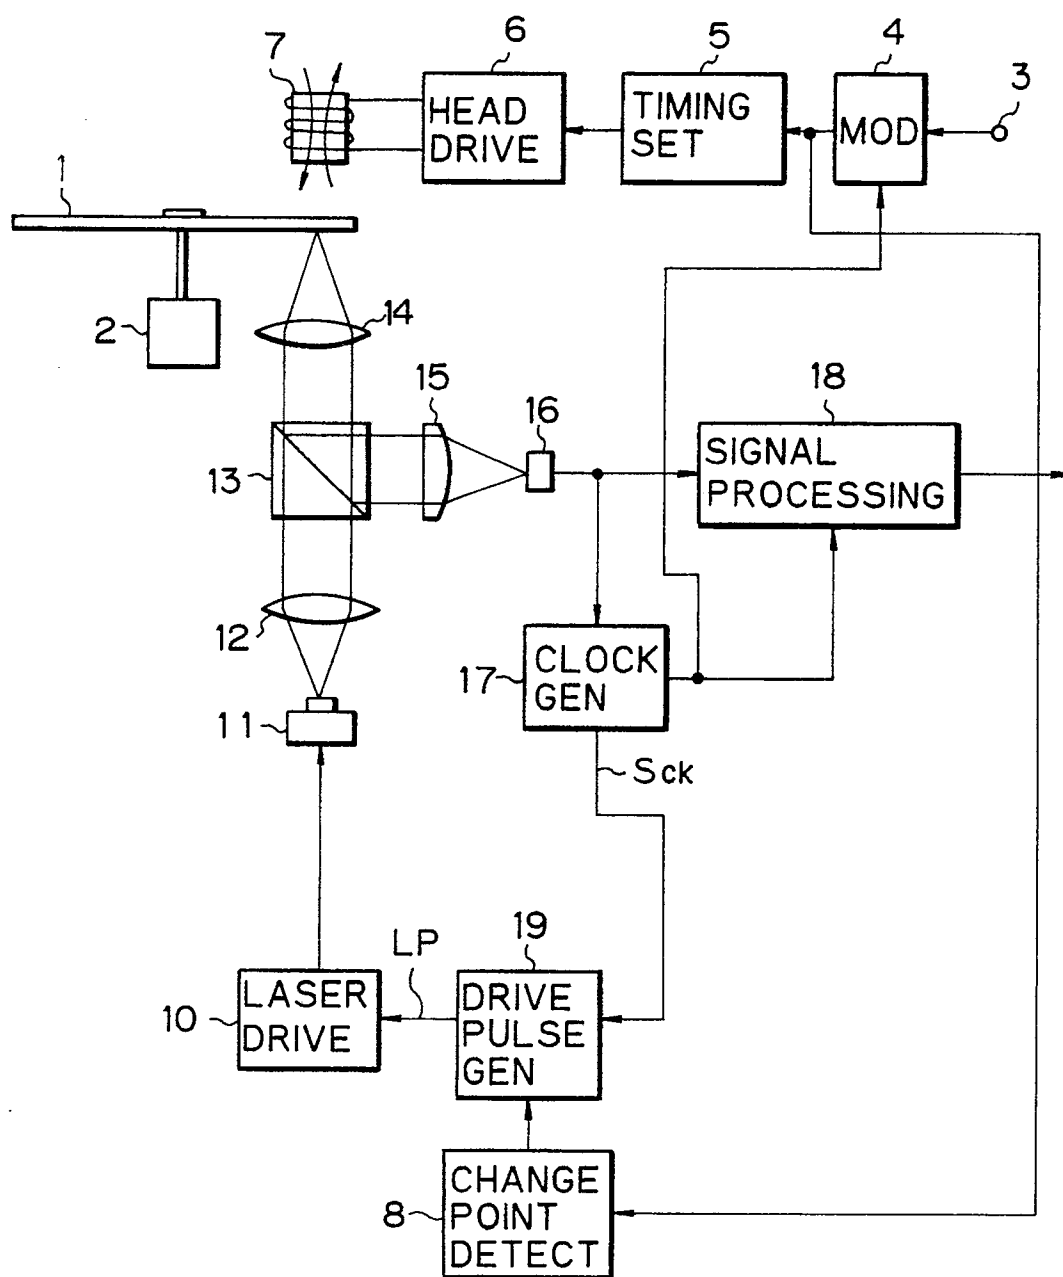 7
6
5
4
3
HEAD
DRIVE
TIMING
SET
MOD
1
2
14
15
16
18
13
SIGNAL
PROCESSING
12
17
CLOCK
GEN
11
Sck
LP
19
10
LASER
DRIVE
DRIVE
PULSE
GEN
8
CHANGE
POINT
DETECT